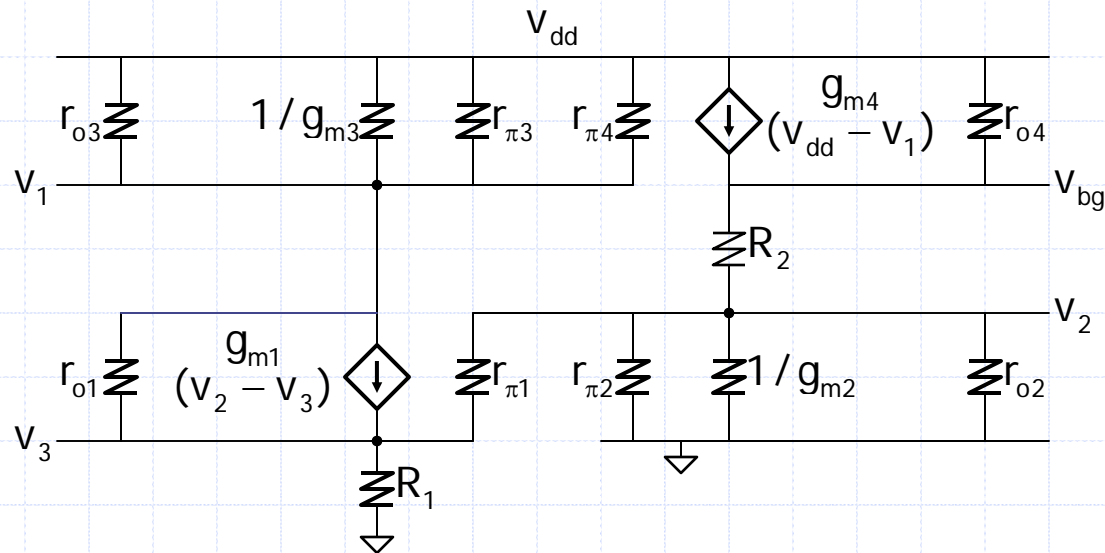 v_dd
r_o3
1/g_m3
r_π3
r_π4
g_m4
(v_dd – v_1)
r_o4
v_1
v_bg
R_2
v_2
r_o1
g_m1
(v_2 – v_3)
r_π1
r_π2
1/g_m2
r_o2
v_3
R_1